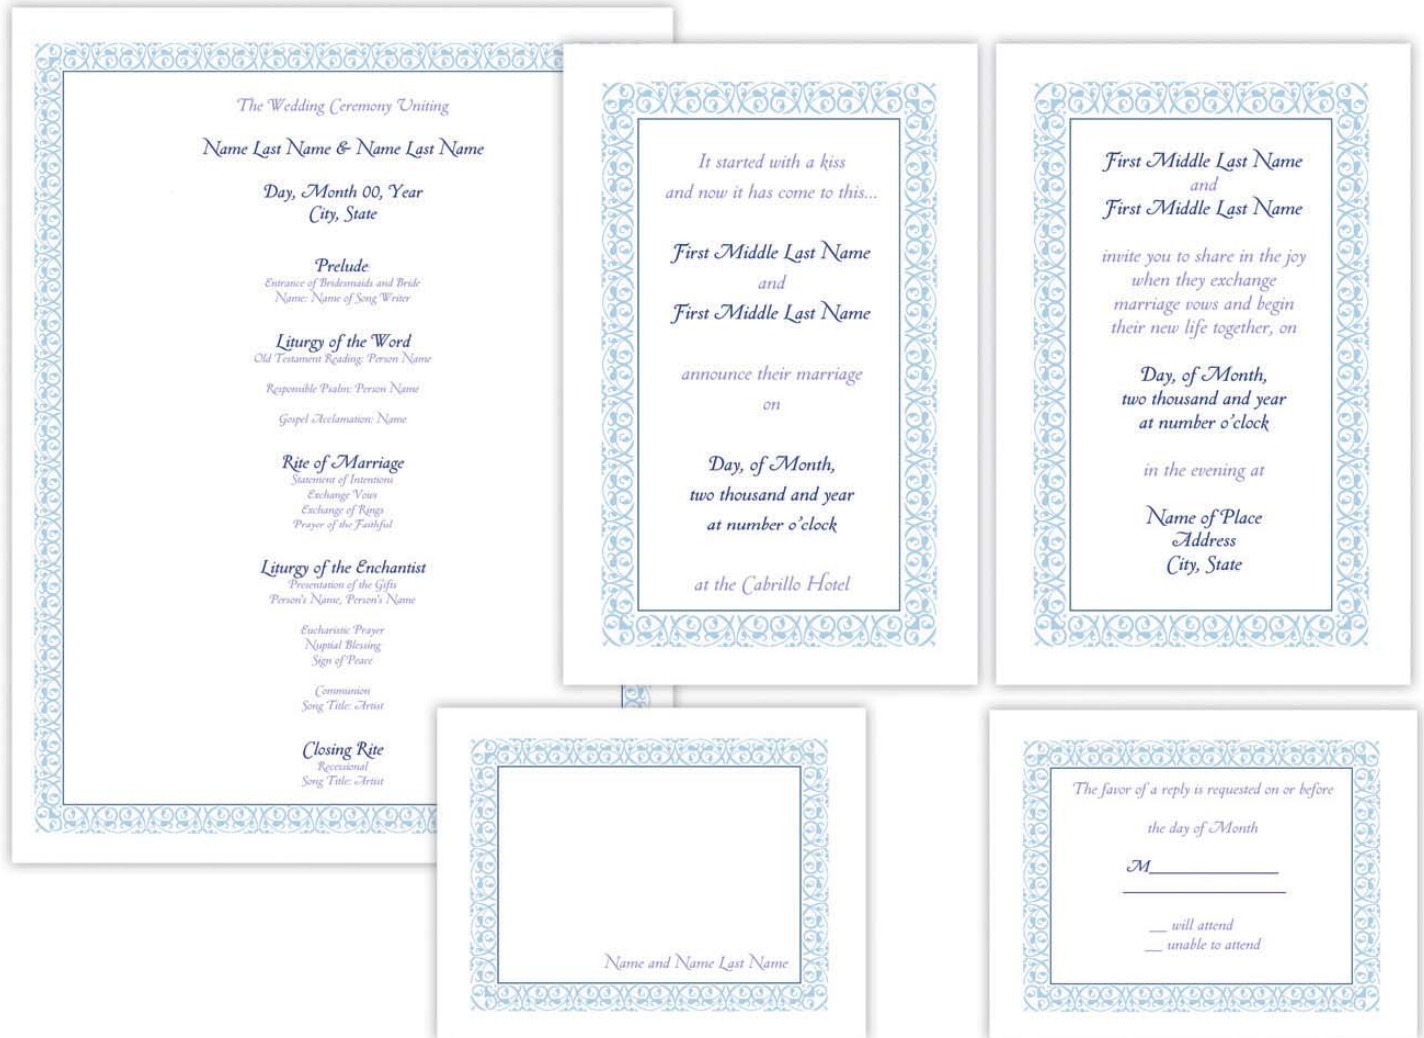 The Wedding Ceremony Uniting
Name Last Name & Name Last Name
Day, Month 00, Year
City, State
Prelude
Entrance of Bridesmaids and Bride
Name: Name of Song Writer
Liturgy of the Word
Old Testament Reading: Person Name
Responsible Psalm: Person Name
Gospel Acclamation: Name
Rite of Marriage
Statement of Intentions
Exchange Vows
Exchange of Rings
Prayer of the Faithful
Liturgy of the Enchantist
Presentation of the Gifts
Person's Name, Person's Name
Eucharistic Prayer
Nuptial Blessing
Sign of Peace
Communion
Song Title: Artist
Closing Rite
Recessional
Song Title: Artist
It started with a kiss
and now it has come to this...
First Middle Last Name
and
First Middle Last Name
announce their marriage
on
Day, of Month,
two thousand and year
at number o'clock
at the Cabrillo Hotel
First Middle Last Name
and
First Middle Last Name
invite you to share in the joy
when they exchange
marriage vows and begin
their new life together, on
Day, of Month,
two thousand and year
at number o'clock
in the evening at
Name of Place
Address
City, State
Name and Name Last Name
The favor of a reply is requested on or before
the day of Month
M______________
__ will attend
__ unable to attend